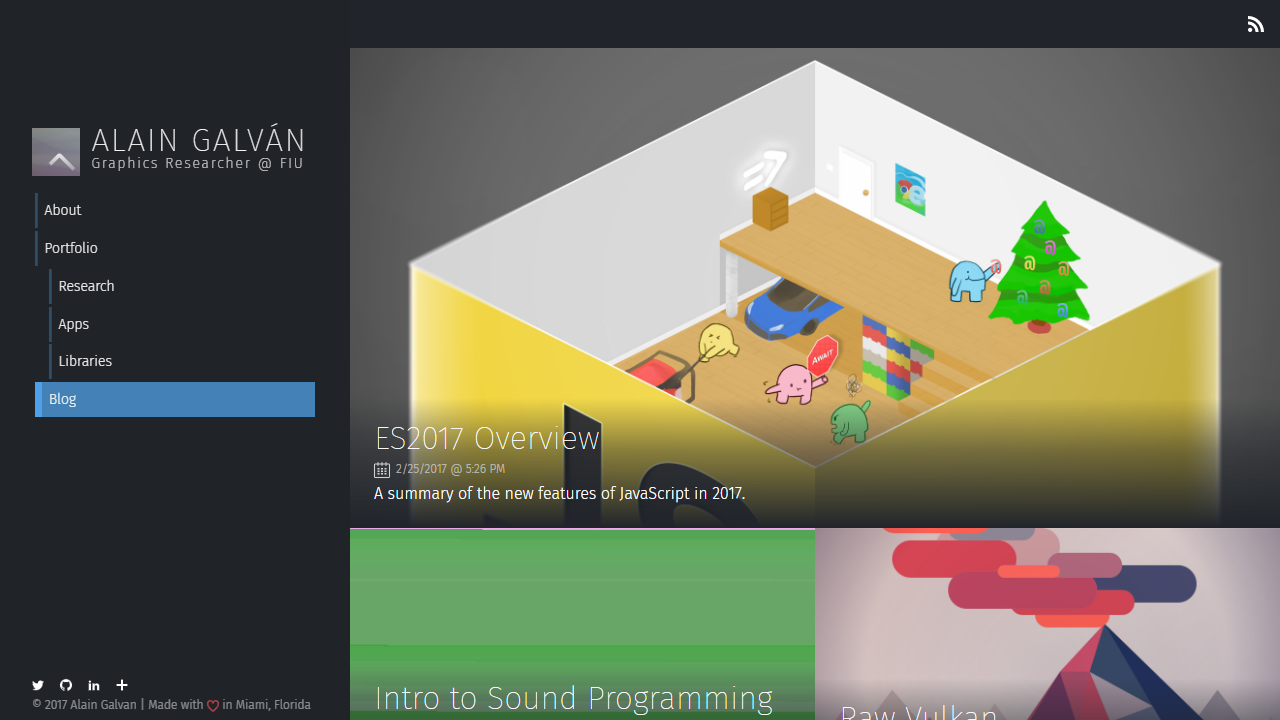 ALAIN GALVÁN
Graphics Researcher @ FIU
About
Portfolio
Research
Apps
Libraries
Blog
© 2017 Alain Galvan | Made with in Miami, Florida
AWAIT
ES2017 Overview
2/25/2017 @ 5:26 PM
A summary of the new features of JavaScript in 2017.
Intro to Sound Programming
Raw Vulkan